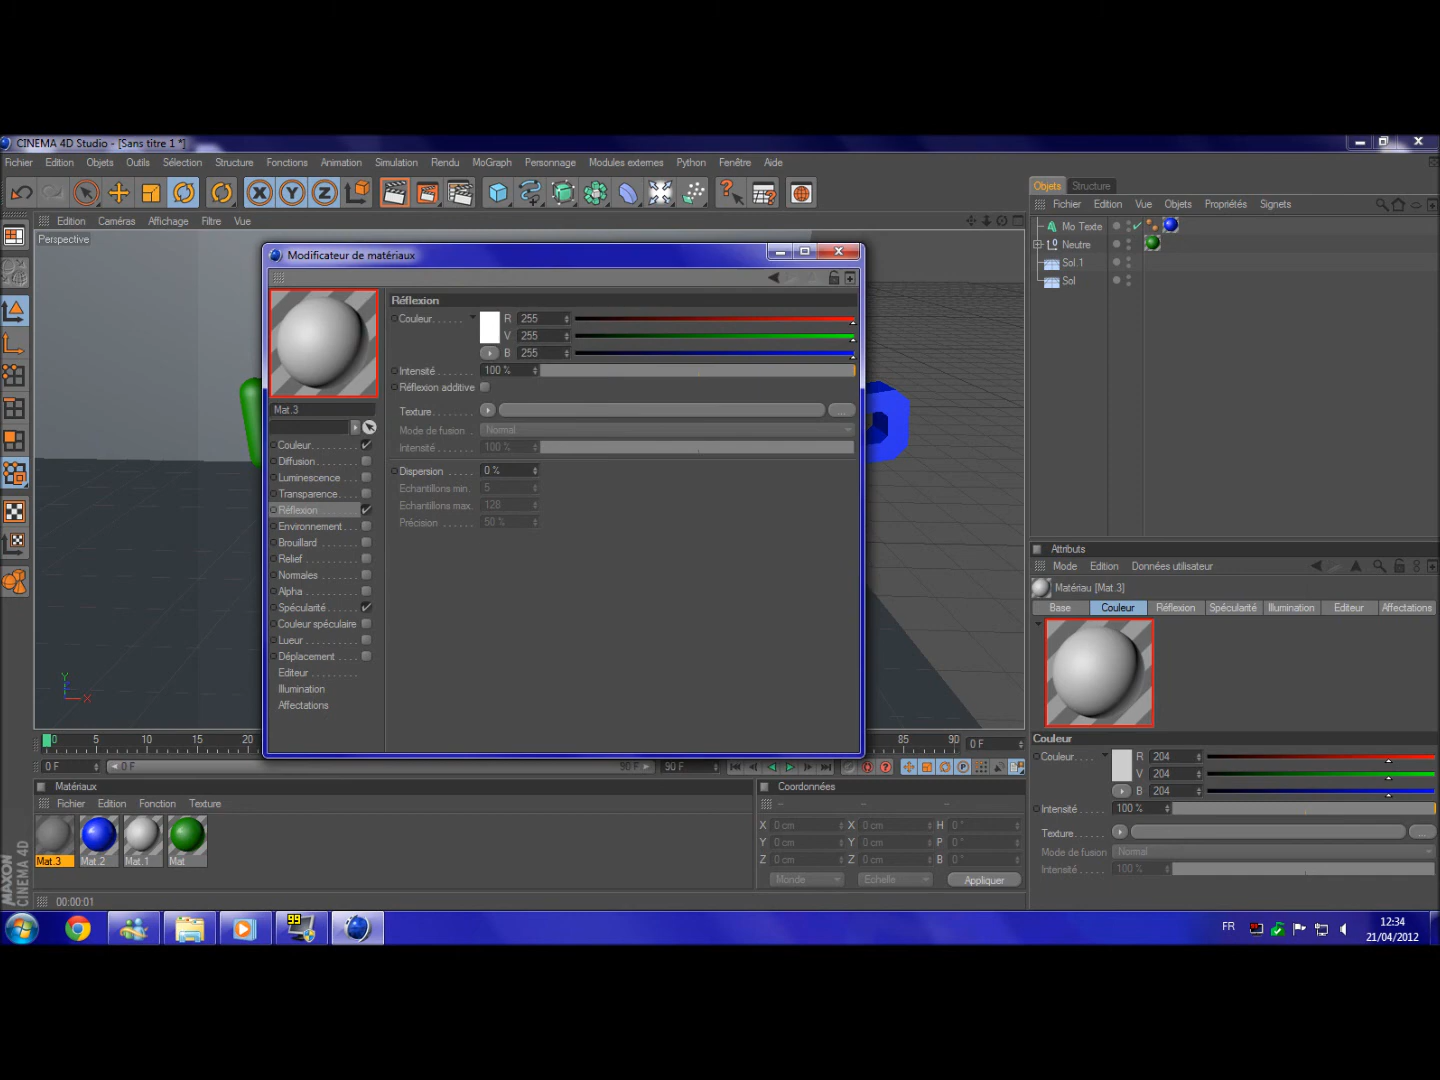 CINEMA 4D Studio - [Sans titre 1 *]
Fichier Edition Objets Outils Sélection Structure Fonctions Animation Simulation Rendu MoGraph Personnage Modules externes Python Fenêtre Aide
Objets Structure
Fichier Edition Vue Objets Propriétés Signets
Mo Texte
Neutre
Sol.1
Sol
Edition Caméras Affichage Filtre Vue
Perspective
Modificateur de matériaux
Réflexion
Couleur R 255
V 255
B 255
Intensité 100 %
Réflexion additive
Texture ...
Mode de fusion Normal
Intensité 100 %
Dispersion 0 %
Echantillons min. 5
Echantillons max. 128
Précision 50 %
Mat.3
Couleur
Diffusion
Luminescence
Transparence
Réflexion
Environnement
Brouillard
Relief
Normales
Alpha
Spécularité
Couleur spéculaire
Lueur
Déplacement
Editeur
Illumination
Affectations
Y
X
0 5 10 15 20 85 90 0 F
0 F 0 F 90 F 90 F
Matériaux
Fichier Edition Fonction Texture
Mat.3 Mat.2 Mat.1 Mat
Coordonnées
X 0 cm X 0 cm H 0 °
Y 0 cm Y 0 cm P 0 °
Z 0 cm Z 0 cm B 0 °
Monde Echelle Appliquer
Attributs
Mode Edition Données utilisateur
Matériau [Mat.3]
Base Couleur Réflexion Spécularité Illumination Editeur Affectations
Couleur
Couleur R 204
V 204
B 204
Intensité 100 %
Texture ...
Mode de fusion Normal
Intensité 100 %
MAXON
CINEMA 4D
00:00:01
99
FR
12:34
21/04/2012